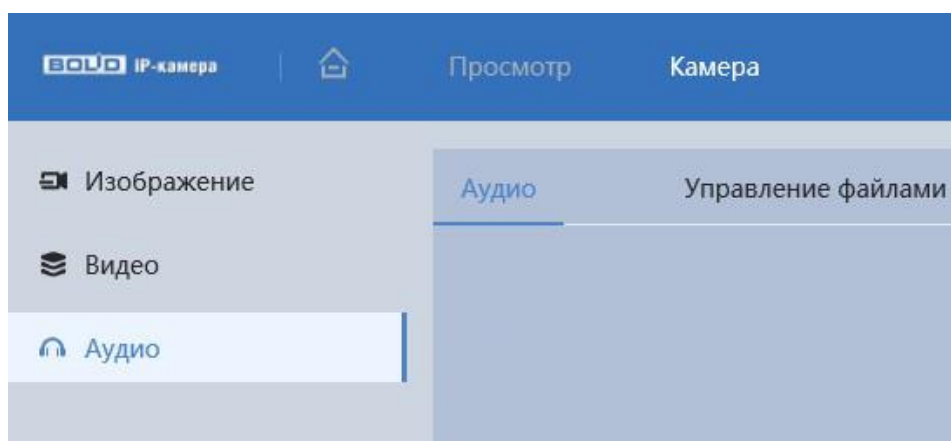 BOLID IP-камера Просмотр Камера
Изображение
Видео
Аудио
Аудио Управление файлами